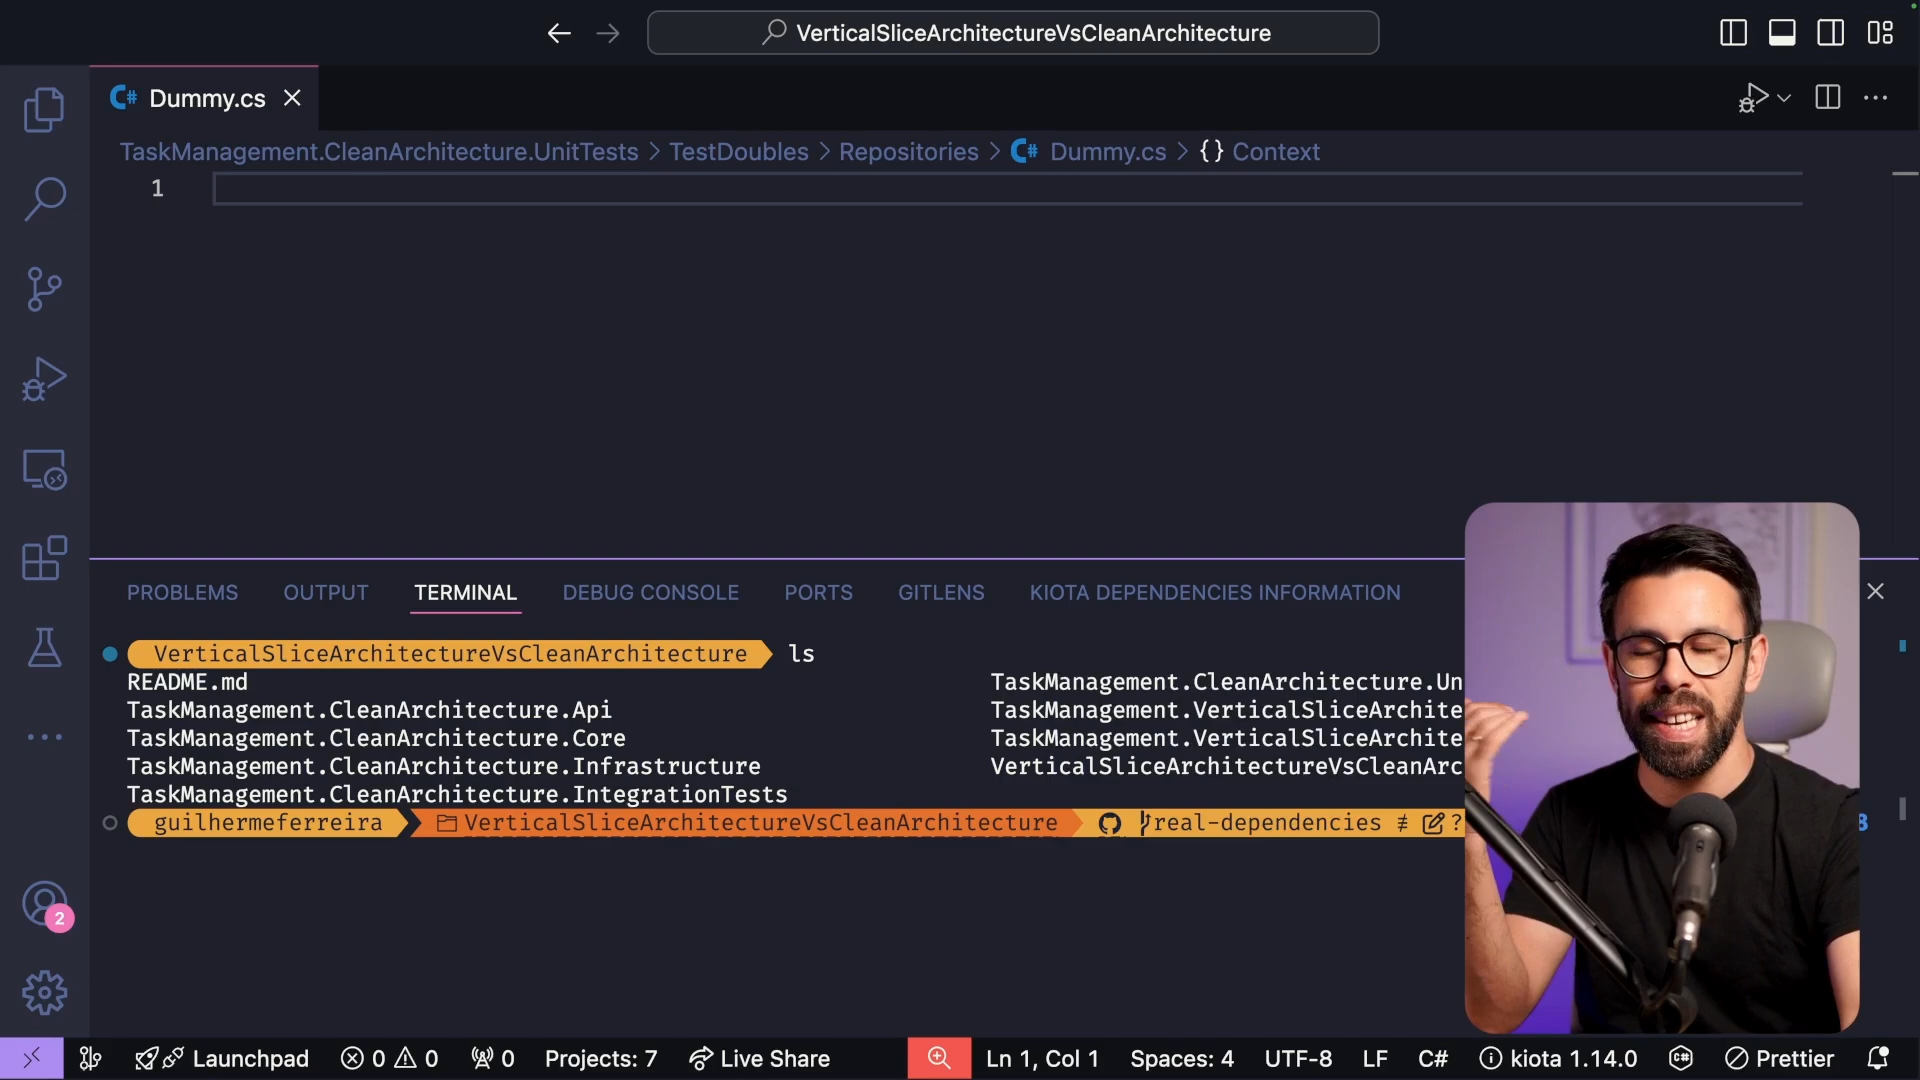 VerticalSliceArchitectureVsCleanArchitecture
C# Dummy.cs
TaskManagement.CleanArchitecture.UnitTests > TestDoubles > Repositories > C# Dummy.cs > {} Context
1
PROBLEMS OUTPUT TERMINAL DEBUG CONSOLE PORTS GITLENS KIOTA DEPENDENCIES INFORMATION
VerticalSliceArchitectureVsCleanArchitecture ls
README.md TaskManagement.CleanArchitecture.Un
TaskManagement.CleanArchitecture.Api TaskManagement.VerticalSliceArchite
TaskManagement.CleanArchitecture.Core TaskManagement.VerticalSliceArchite
TaskManagement.CleanArchitecture.Infrastructure VerticalSliceArchitectureVsCleanArc
TaskManagement.CleanArchitecture.IntegrationTests
guilhermeferreira VerticalSliceArchitectureVsCleanArchitecture real-dependencies ≢ ? 8
2
Launchpad 0 0 0 Projects: 7 Live Share Ln 1, Col 1 Spaces: 4 UTF-8 LF C# kiota 1.14.0 Prettier